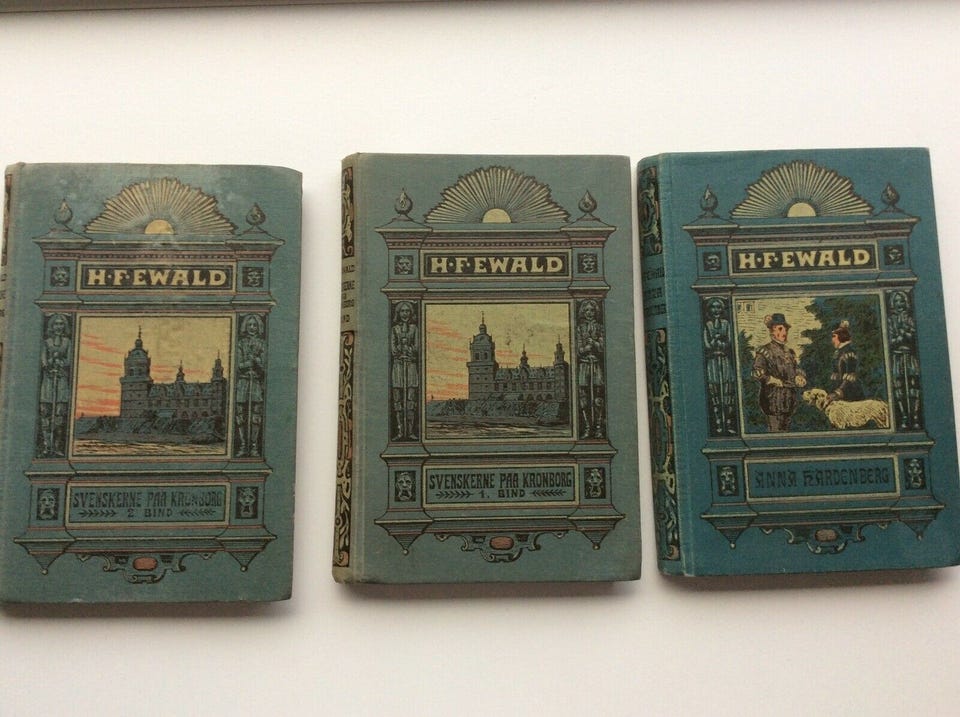 H·F·EWALD
SVENSKERNE PAA KRONBORG
2 BIND
H·F·EWALD
SVENSKERNE PAA KRONBORG
1. BIND
H·F·EWALD
ANNA HARDENBERG